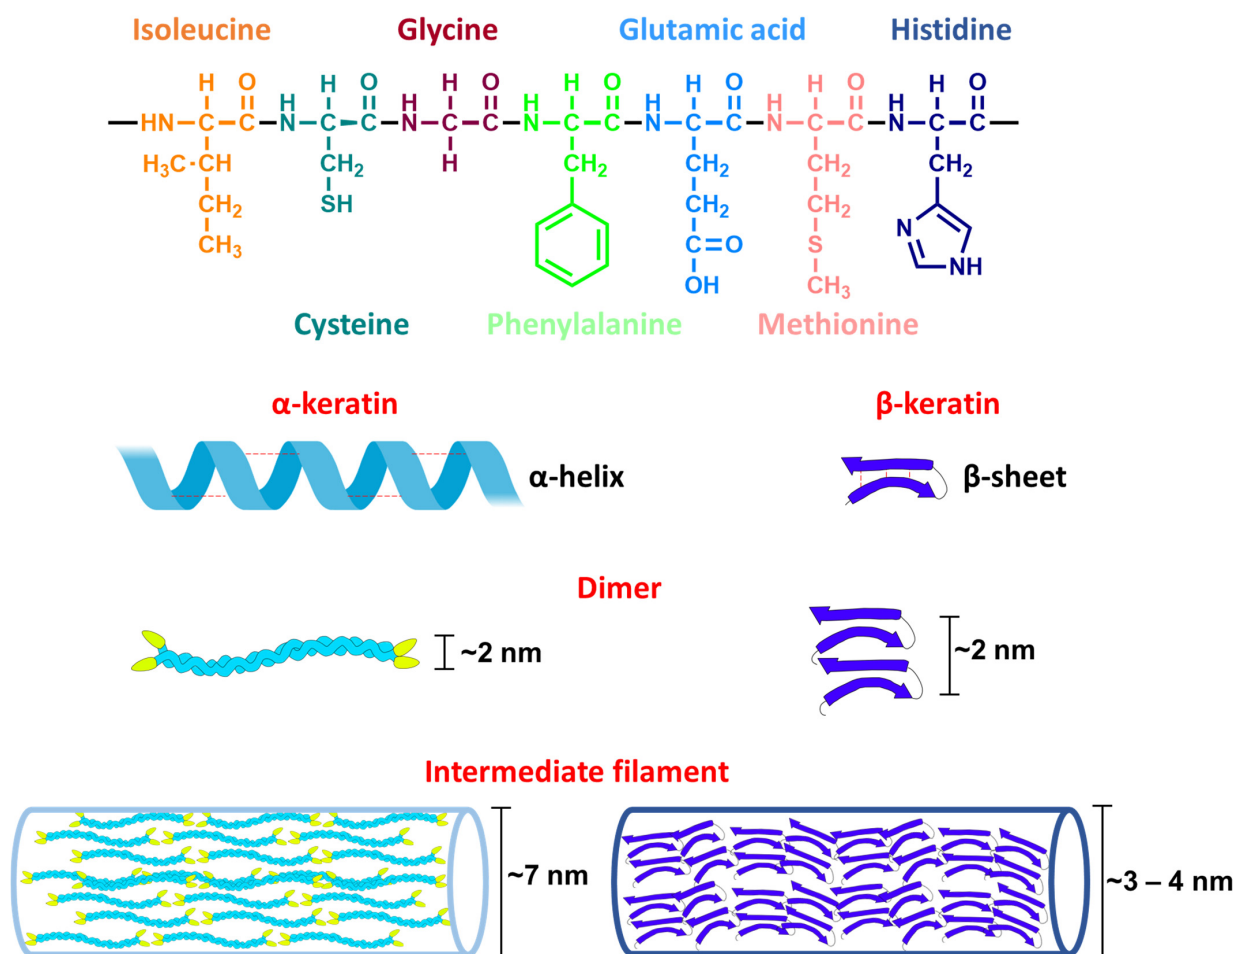 Isoleucine Glycine Glutamic acid Histidine
H O H O H O H O H O H O H O
HN C C N C C N C C N C C N C C N C C N C C
H H H H H H
H₃C CH CH₂ H CH₂ CH₂ CH₂ CH₂
CH₂ SH CH₂ CH₂ N
CH₃ C O S NH
OH CH₃
Cysteine Phenylalanine Methionine
α-keratin β-keratin
α-helix β-sheet
Dimer
~2 nm ~2 nm
Intermediate filament
~7 nm ~3 – 4 nm